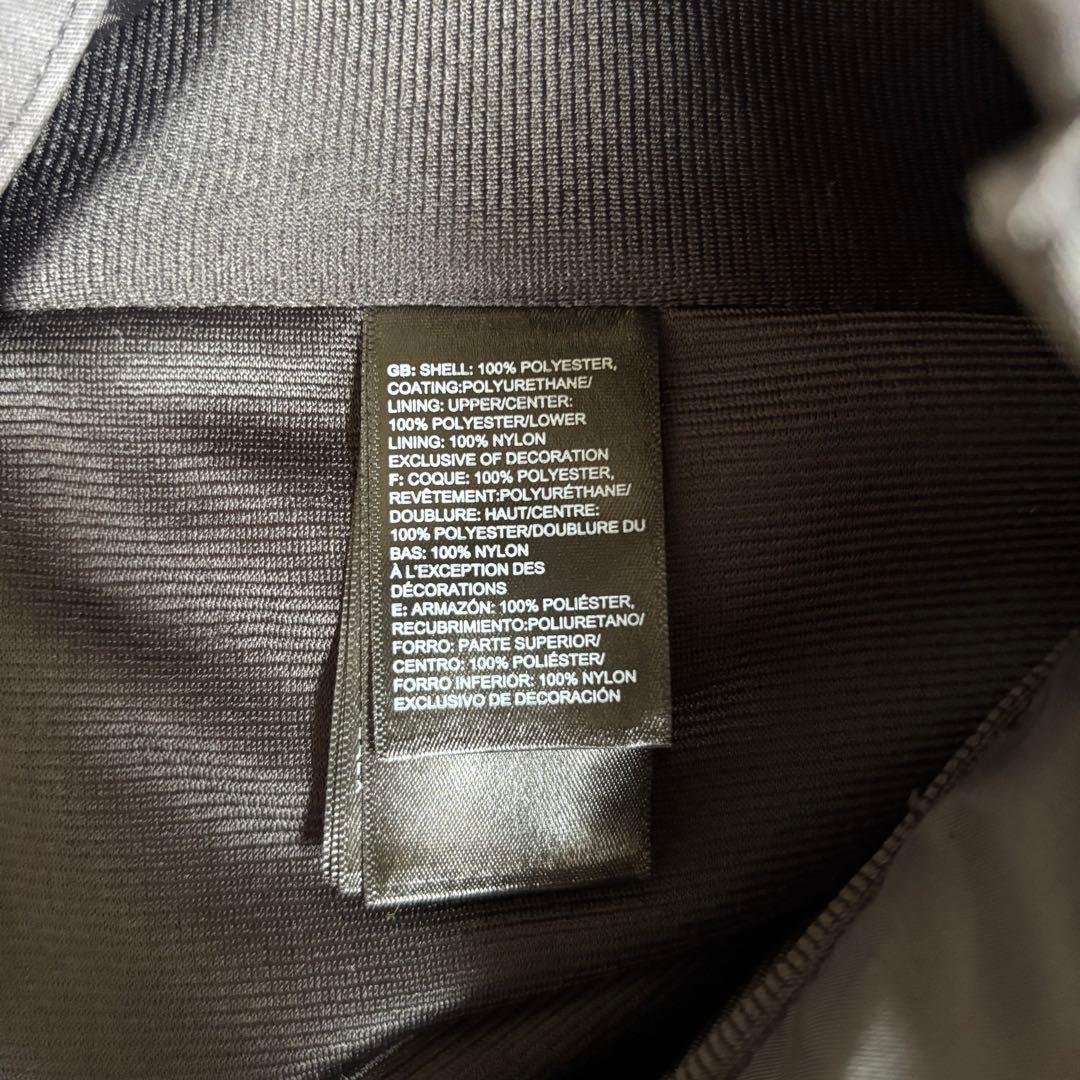 GB: SHELL: 100% POLYESTER,
COATING:POLYURETHANE/
LINING: UPPER/CENTER:
100% POLYESTER/LOWER
LINING: 100% NYLON
EXCLUSIVE OF DECORATION
F: COQUE: 100% POLYESTER,
REVÊTEMENT:POLYURÉTHANE/
DOUBLURE: HAUT/CENTRE:
100% POLYESTER/DOUBLURE DU
BAS: 100% NYLON
À L'EXCEPTION DES
DÉCORATIONS
E: ARMAZÓN: 100% POLIÉSTER,
RECUBRIMIENTO:POLIURETANO/
FORRO: PARTE SUPERIOR/
CENTRO: 100% POLIÉSTER/
FORRO INFERIOR: 100% NYLON
EXCLUSIVO DE DECORACIÓN